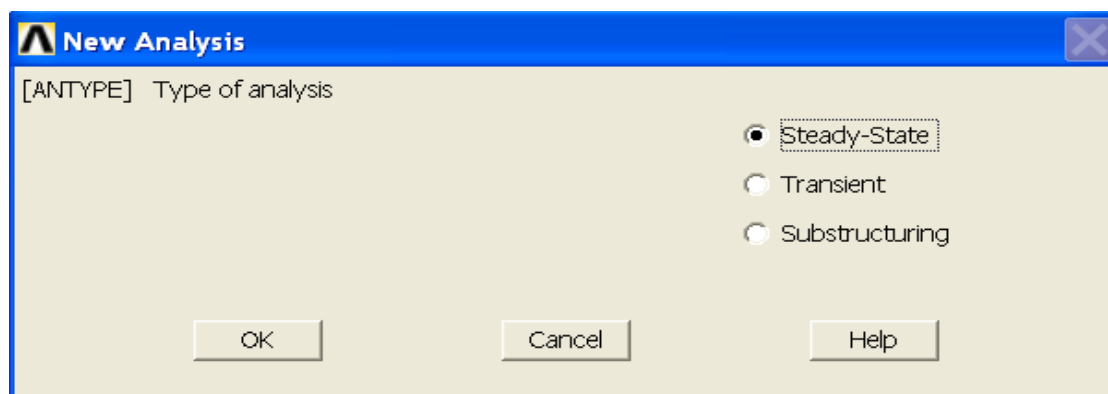 New Analysis
[ANTYPE] Type of analysis
Steady-State
Transient
Substructuring
OK Cancel Help